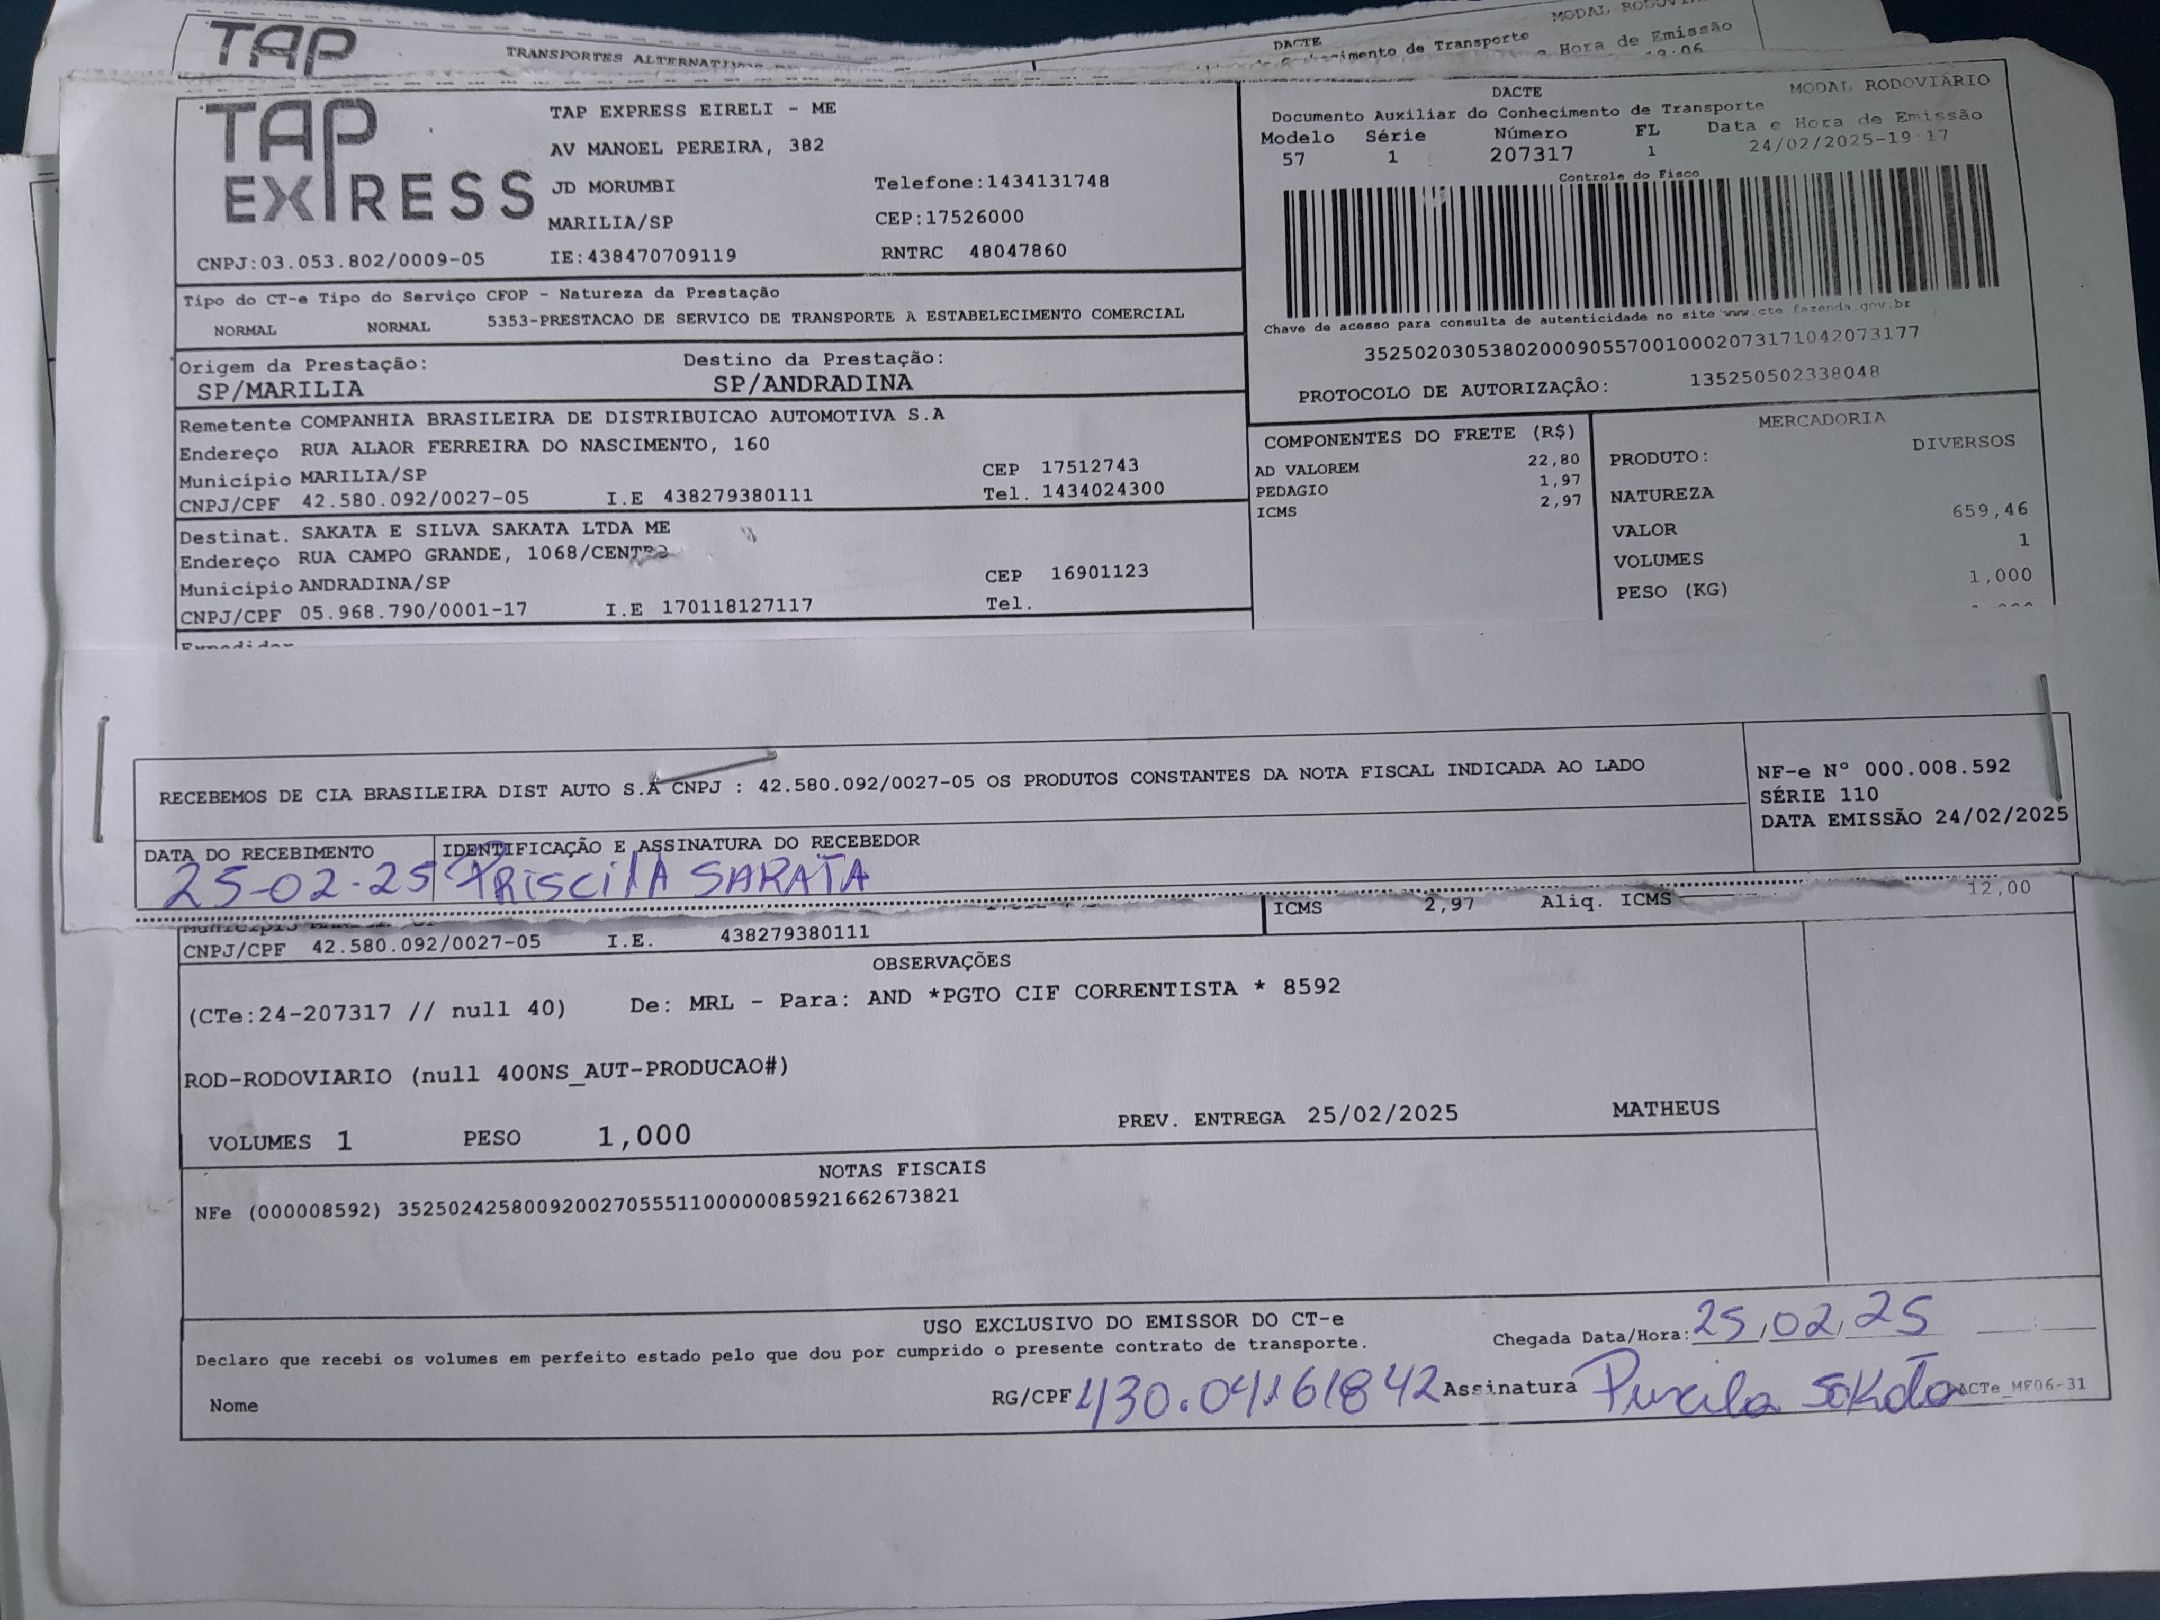 TAP
TRANSPORTES
DACTE
MODAL
de Transporte
Hora de Emissão
TAP EXPRESS
TAP EXPRESS EIRELI - ME
AV MANOEL PEREIRA, 382
JD MORUMBI
Telefone:1434131748
MARILIA/SP
CEP:17526000
CNPJ:03.053.802/0009-05
IE:438470709119
RNTRC 48047860
DACTE
MODAL RODOVIÁRIO
Documento Auxiliar do Conhecimento de Transporte
Modelo Série Número FL Data e Hora de Emissão
57 1 207317 1 24/02/2025-19:17
Controle do Fisco
Chave de acesso para consulta de autenticidade no site www.cte.fazenda.gov.br
35250203053802000905570010002073171042073177
PROTOCOLO DE AUTORIZAÇÃO: 135250502338048
Tipo do CT-e Tipo do Serviço CFOP - Natureza da Prestação
NORMAL NORMAL 5353-PRESTACAO DE SERVICO DE TRANSPORTE A ESTABELECIMENTO COMERCIAL
Origem da Prestação: Destino da Prestação:
SP/MARILIA SP/ANDRADINA
Remetente COMPANHIA BRASILEIRA DE DISTRIBUICAO AUTOMOTIVA S.A
Endereço RUA ALAOR FERREIRA DO NASCIMENTO, 160
Município MARILIA/SP CEP 17512743
CNPJ/CPF 42.580.092/0027-05 I.E 438279380111 Tel. 1434024300
Destinat. SAKATA E SILVA SAKATA LTDA ME
Endereço RUA CAMPO GRANDE, 1068/CENTRO
Município ANDRADINA/SP CEP 16901123
CNPJ/CPF 05.968.790/0001-17 I.E 170118127117 Tel.
COMPONENTES DO FRETE (R$)
AD VALOREM 22,80
PEDAGIO 1,97
ICMS 2,97
MERCADORIA
PRODUTO: DIVERSOS
NATUREZA
VALOR 659,46
VOLUMES 1
PESO (KG) 1,000
RECEBEMOS DE CIA BRASILEIRA DIST AUTO S.A CNPJ : 42.580.092/0027-05 OS PRODUTOS CONSTANTES DA NOTA FISCAL INDICADA AO LADO
NF-e Nº 000.008.592
SÉRIE 110
DATA EMISSÃO 24/02/2025
DATA DO RECEBIMENTO IDENTIFICAÇÃO E ASSINATURA DO RECEBEDOR
25-02-25 PRISCILA SAKATA
ICMS 2,97 Aliq. ICMS 12,00
CNPJ/CPF 42.580.092/0027-05 I.E. 438279380111
OBSERVAÇÕES
(CTe:24-207317 // null 40) De: MRL - Para: AND *PGTO CIF CORRENTISTA * 8592
ROD-RODOVIARIO (null 400NS_AUT-PRODUCAO#)
VOLUMES 1 PESO 1,000 PREV. ENTREGA 25/02/2025 MATHEUS
NOTAS FISCAIS
NFe (000008592) 35250242580092002705551100000085921662673821
USO EXCLUSIVO DO EMISSOR DO CT-e
Declaro que recebi os volumes em perfeito estado pelo que dou por cumprido o presente contrato de transporte.
Chegada Data/Hora: 25/02/25
Nome RG/CPF 430.04161842 Assinatura Priscila Sakata
DACTe_MF06-31